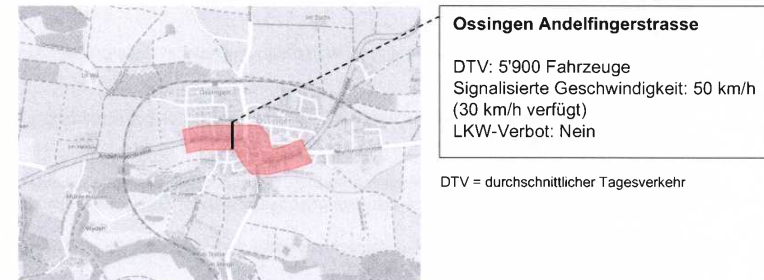 Ossingen Andelfingerstrasse
DTV: 5'900 Fahrzeuge
Signalisierte Geschwindigkeit: 50 km/h
(30 km/h verfügt)
LKW-Verbot: Nein
DTV = durchschnittlicher Tagesverkehr
Ossingen